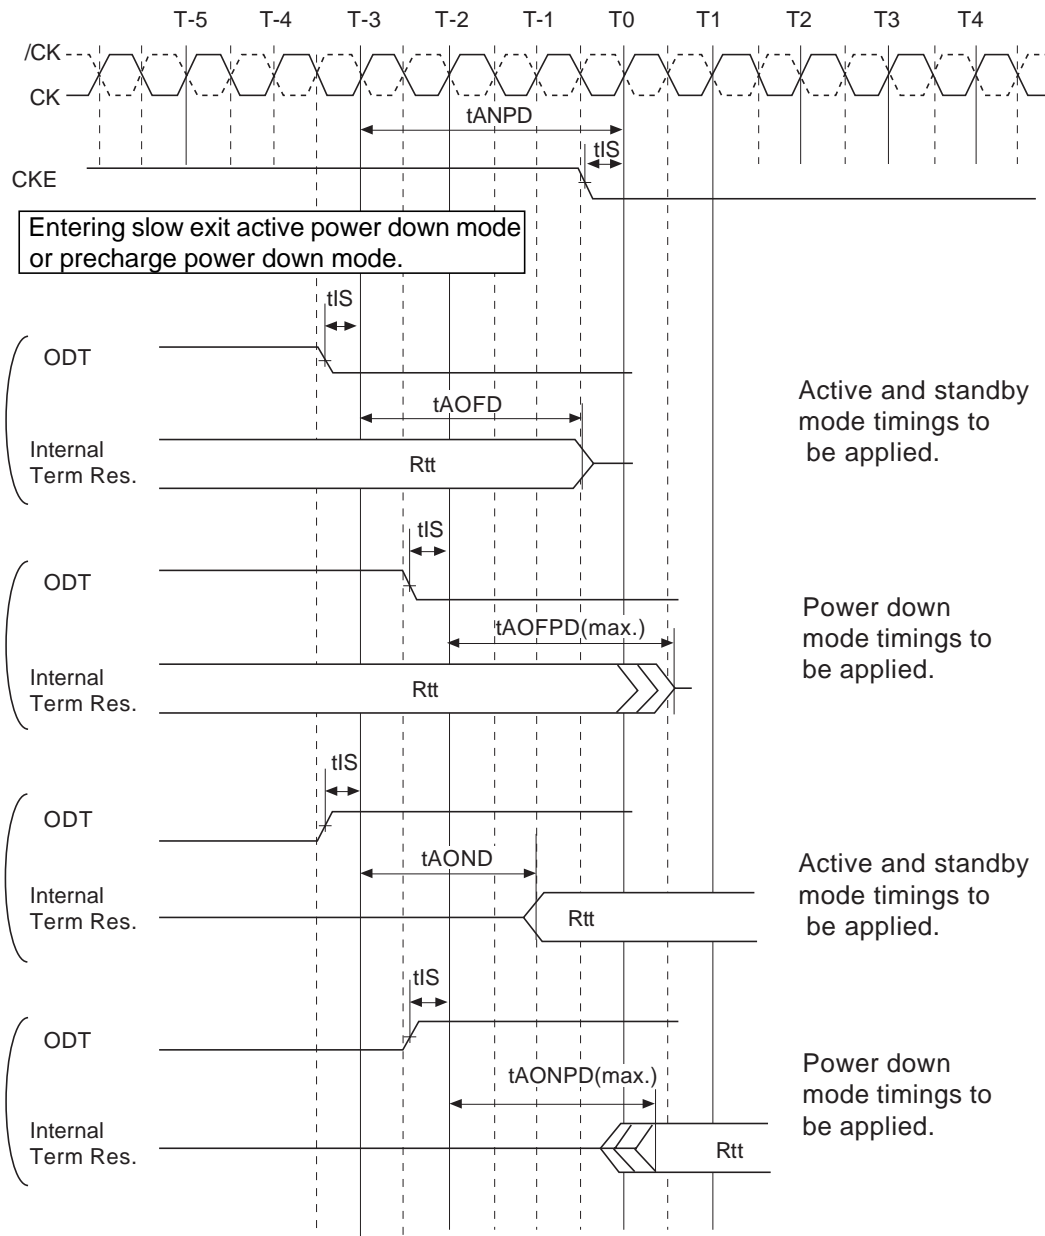 T-5 T-4 T-3 T-2 T-1 T0 T1 T2 T3 T4
/CK
CK
tANPD
tIS
CKE
Entering slow exit active power down mode
or precharge power down mode.
tIS
ODT
tAOFD
Internal
Term Res.
Rtt
Active and standby
mode timings to
be applied.
tIS
ODT
tAOFPD(max.)
Internal
Term Res.
Rtt
Power down
mode timings to
be applied.
tIS
ODT
tAOND
Internal
Term Res.
Rtt
Active and standby
mode timings to
be applied.
tIS
ODT
tAONPD(max.)
Internal
Term Res.
Rtt
Power down
mode timings to
be applied.